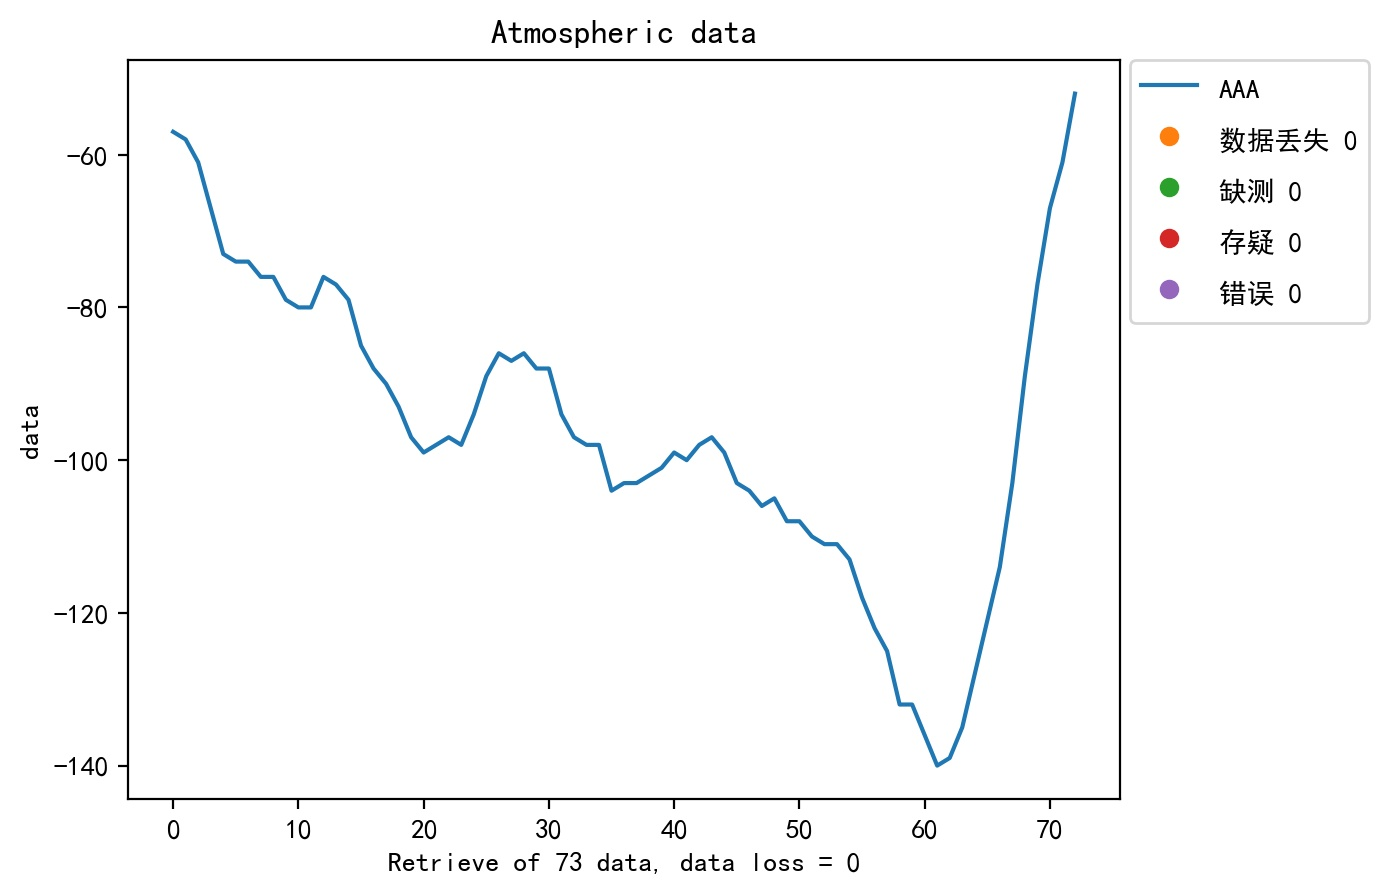 Atmospheric data
AAA
数据丢失 0
缺测 0
存疑 0
错误 0
data
−60
−80
−100
−120
−140
0 10 20 30 40 50 60 70
Retrieve of 73 data, data loss = 0